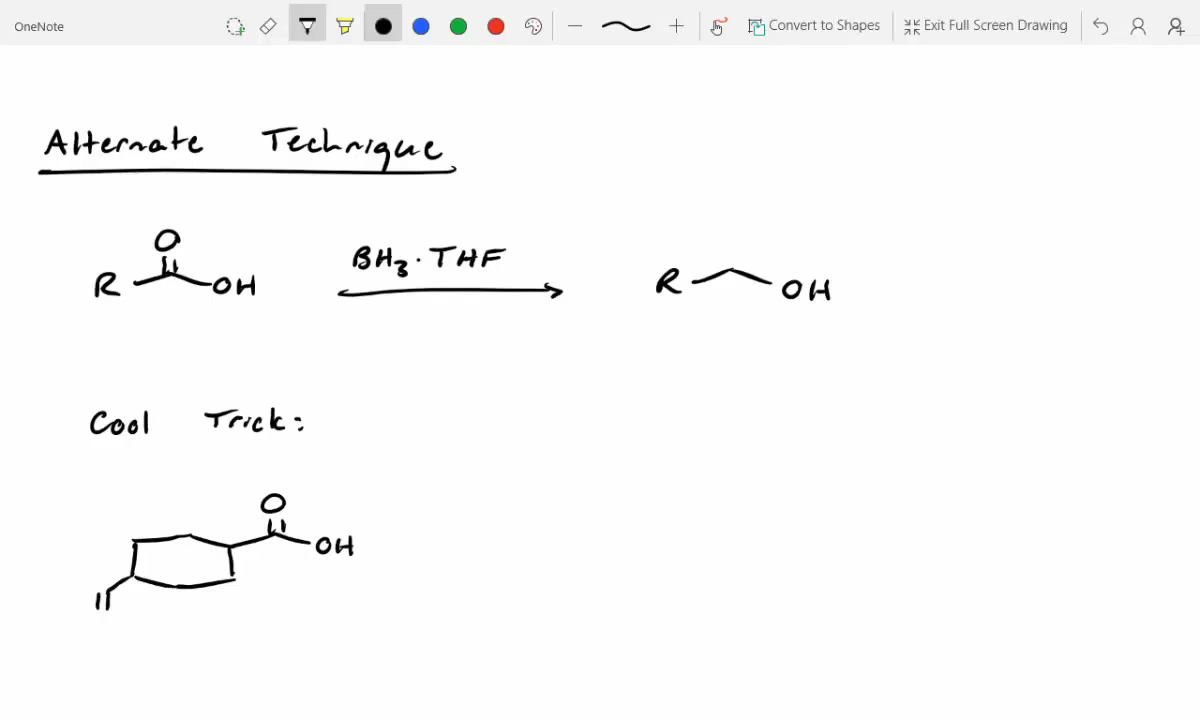 OneNote
Convert to Shapes
Exit Full Screen Drawing
Alternate Technique
O
R OH
BH3·THF
R OH
Cool Trick:
O
OH